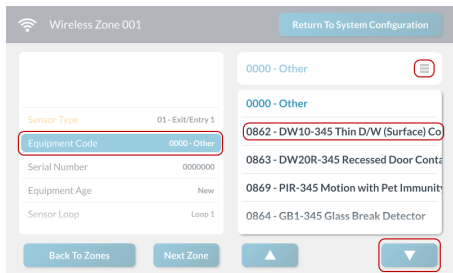 Wireless Zone 001
Return To System Configuration
Sensor Type 01 - Exit/Entry 1
Equipment Code 0000 - Other
Serial Number 0000000
Equipment Age New
Sensor Loop Loop 1
Back To Zones
Next Zone
0000 - Other
0000 - Other
0862 - DW10-345 Thin D/W (Surface) Co
0863 - DW20R-345 Recessed Door Conta
0869 - PIR-345 Motion with Pet Immunit
0864 - GB1-345 Glass Break Detector